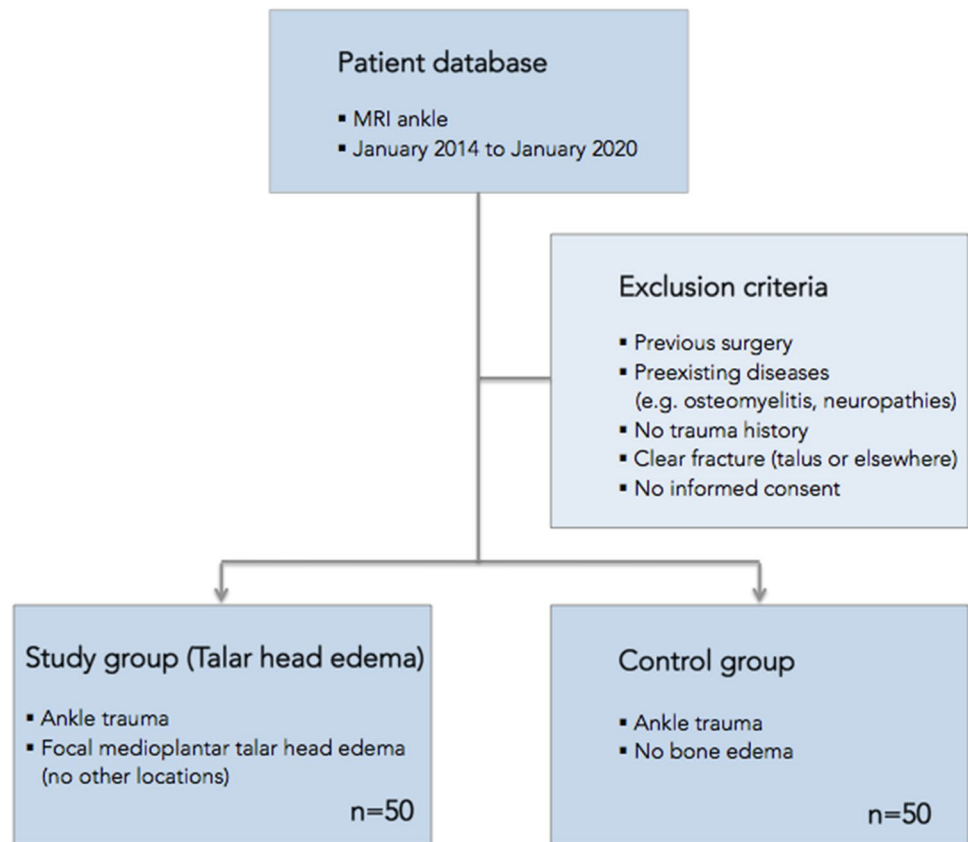 Patient database
▪ MRI ankle
▪ January 2014 to January 2020
Exclusion criteria
▪ Previous surgery
▪ Preexisting diseases
(e.g. osteomyelitis, neuropathies)
▪ No trauma history
▪ Clear fracture (talus or elsewhere)
▪ No informed consent
Study group (Talar head edema)
▪ Ankle trauma
▪ Focal medioplantar talar head edema
(no other locations)
n=50
Control group
▪ Ankle trauma
▪ No bone edema
n=50